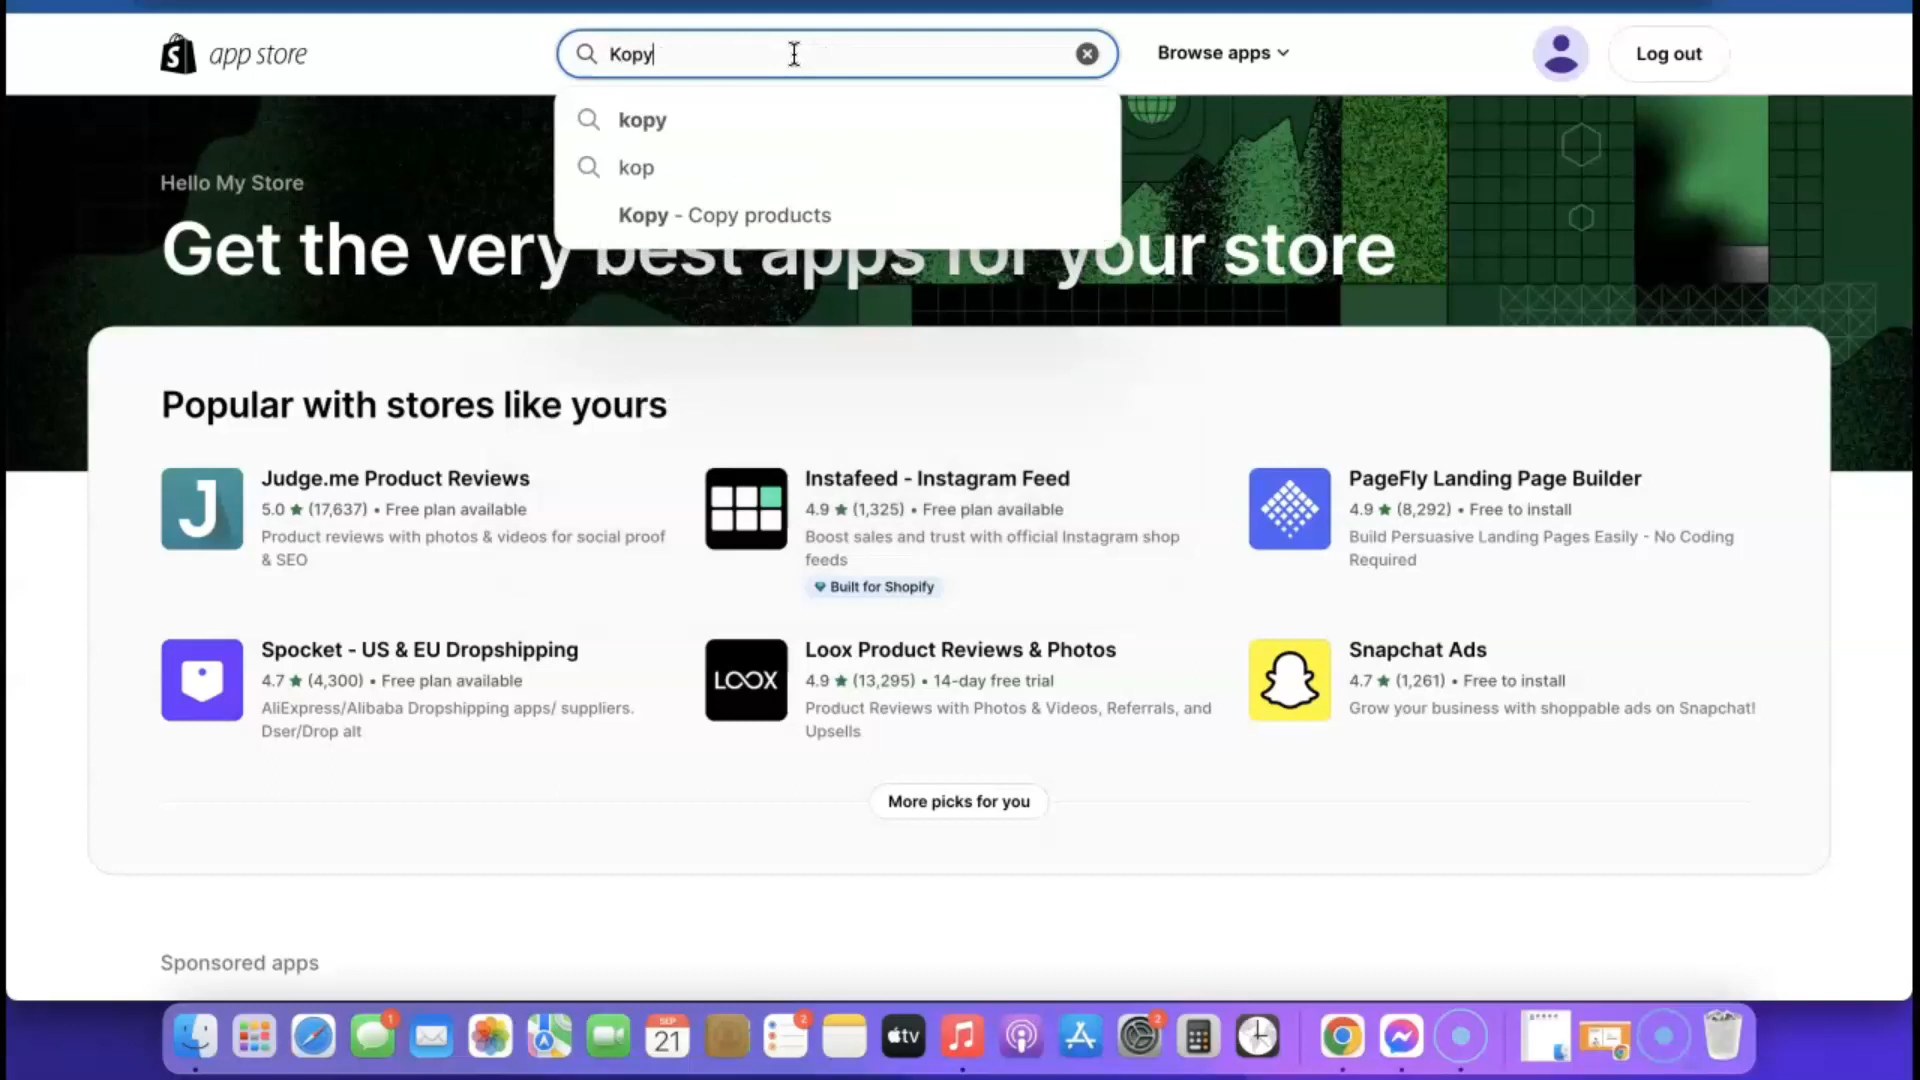 app store
Kopy
Browse apps
Log out
kopy
kop
Kopy - Copy products
Hello My Store
Get the very best apps for your store
Popular with stores like yours
Judge.me Product Reviews
5.0 ★ (17,637) • Free plan available
Product reviews with photos & videos for social proof
& SEO
Instafeed - Instagram Feed
4.9 ★ (1,325) • Free plan available
Boost sales and trust with official Instagram shop
feeds
Built for Shopify
PageFly Landing Page Builder
4.9 ★ (8,292) • Free to install
Build Persuasive Landing Pages Easily - No Coding
Required
Spocket - US & EU Dropshipping
4.7 ★ (4,300) • Free plan available
AliExpress/Alibaba Dropshipping apps/ suppliers.
Dser/Drop alt
LOOX
Loox Product Reviews & Photos
4.9 ★ (13,295) • 14-day free trial
Product Reviews with Photos & Videos, Referrals, and
Upsells
Snapchat Ads
4.7 ★ (1,261) • Free to install
Grow your business with shoppable ads on Snapchat!
More picks for you
Sponsored apps
1
SEP
21
2
tv
2